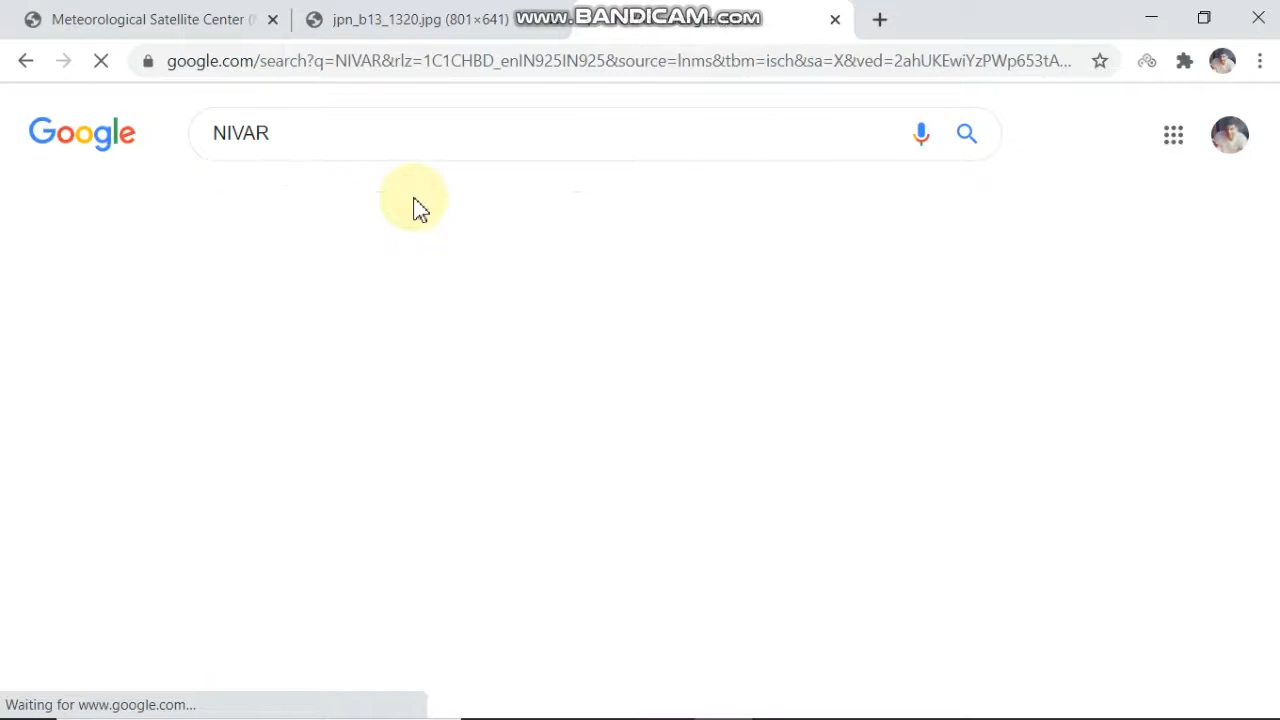 Meteorological Satellite Center (
jpn_b13_1320.jpg (801×641)
www.BANDICAM.com
google.com/search?q=NIVAR&rlz=1C1CHBD_enIN925IN925&source=lnms&tbm=isch&sa=X&ved=2ahUKEwiYzPWp653tA...
Google
NIVAR
Waiting for www.google.com...